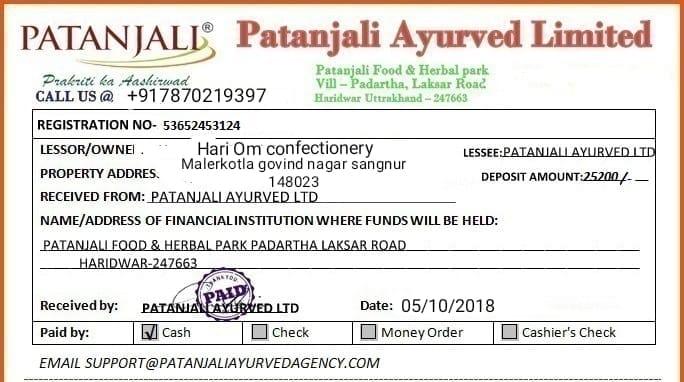 PATANJALI® Patanjali Ayurved Limited
Prakriti ka Aashirwad
Patanjali Food & Herbal park
Vill – Padartha, Laksar Road
Haridwar Uttrakhand – 247663
CALL US @ +917870219397
REGISTRATION NO- 53652453124
LESSOR/OWNE Hari Om confectionery LESSEE:PATANJALI AYURVED LTD
PROPERTY ADDRES Malerkotla govind nagar sangnur
148023 DEPOSIT AMOUNT:25200/-
RECEIVED FROM: PATANJALI AYURVED LTD
NAME/ADDRESS OF FINANCIAL INSTITUTION WHERE FUNDS WILL BE HELD:
PATANJALI FOOD & HERBAL PARK PADARTHA LAKSAR ROAD
HARIDWAR-247663
THANK YOU
PAID
Received by: PATANJALI AYURVED LTD Date: 05/10/2018
Paid by: Cash Check Money Order Cashier's Check
EMAIL SUPPORT@PATANJALIAYURVEDAGENCY.COM